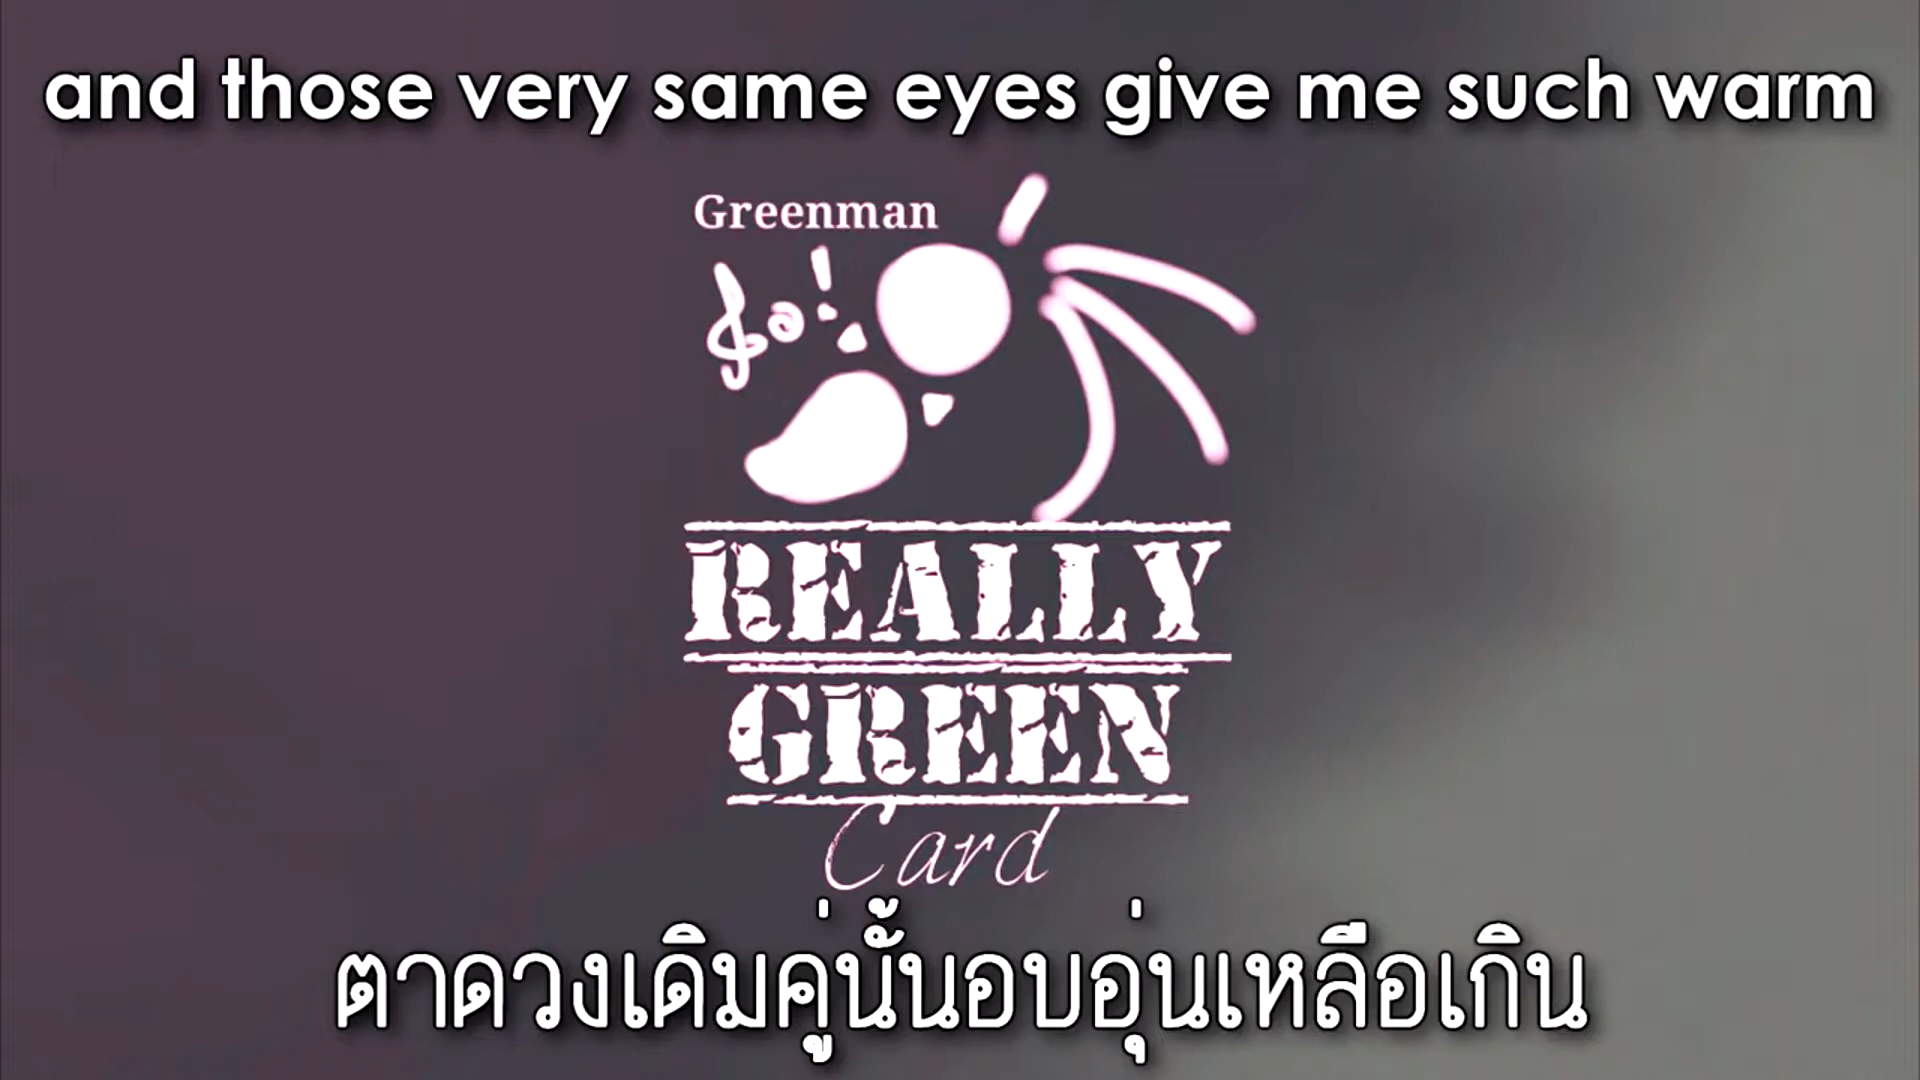 and those very same eyes give me such warm
Greenman
REALLY
GREEN
Card
ตาดวงเดิมคู่นั้นอบอุ่นเหลือเกิน